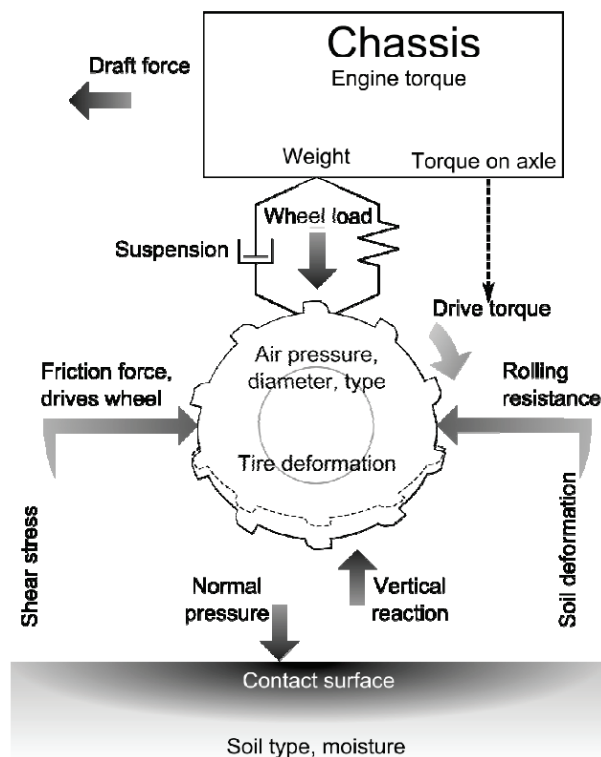 Chassis
Engine torque
Draft force
Weight
Torque on axle
Wheel load
Suspension
Drive torque
Air pressure,
diameter, type
Friction force,
drives wheel
Rolling
resistance
Tire deformation
Shear stress
Soil deformation
Normal
pressure
Vertical
reaction
Contact surface
Soil type, moisture